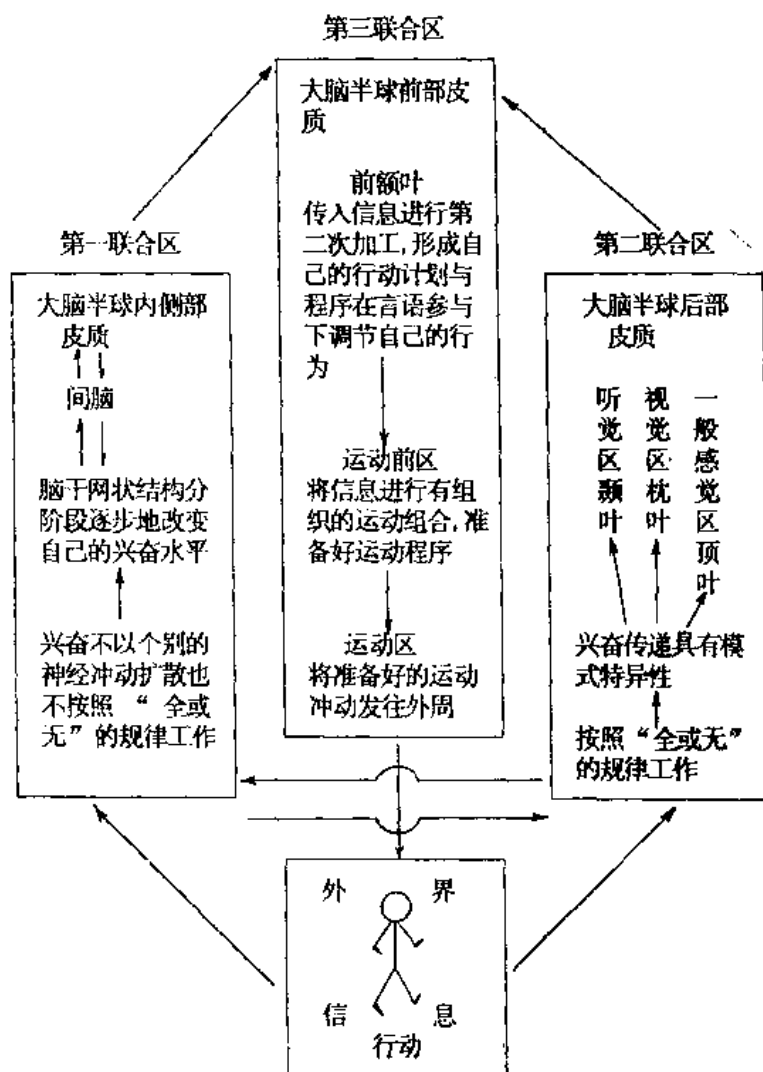 第三联合区
大脑半球前部皮
质
前额叶
传入信息进行第
二次加工,形成自
己的行动计划与
程序在言语参与
下调节自己的行
为
运动前区
将信息进行有组
织的运动组合,准
备好运动程序
运动区
将准备好的运动
冲动发往外周
第一联合区
大脑半球内侧部
皮质
间脑
脑干网状结构分
阶段逐步地改变
自己的兴奋水平
兴奋不以个别的
神经冲动扩散也
不按照“全或
无”的规律工作
第二联合区
大脑半球后部
皮质
听觉区颞叶
视觉区枕叶
一般感觉区顶叶
兴奋传递具有模
式特异性
按照“全或无”
的规律工作
外界
信息
行动